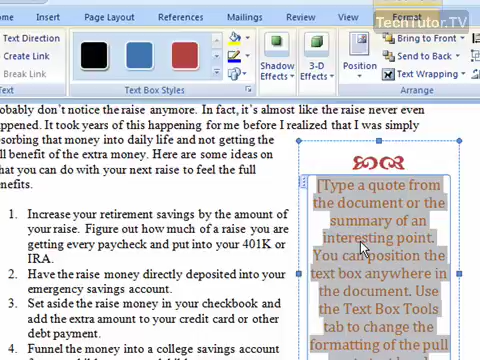 TechTutor.TV
Insert Page Layout References Mailings Review View Format
Text Direction
Create Link
Break Link
Text Box Styles
Shadow Effects
3-D Effects
Position
Bring to Front
Send to Back
Text Wrapping
Arrange
obably don't notice the raise anymore. In fact, it's almost like the raise never even
ppened. It took years of this happening for me before I realized that I was simply
sorbing that money into daily life and not getting the
ll benefit of the extra money. Here are some ideas on
hat you can do with your next raise to feel the full
nefits.
1. Increase your retirement savings by the amount of
your raise. Figure out how much of a raise you are
getting every paycheck and put into your 401K or
IRA.
2. Have the raise money directly deposited into your
emergency savings account.
3. Set aside the raise money in your checkbook and
add the extra amount to your credit card or other
debt payment.
4. Funnel the money into a college savings account
[Type a quote from
the document or the
summary of an
interesting point.
You can position the
text box anywhere in
the document. Use
the Text Box Tools
tab to change the
formatting of the pull